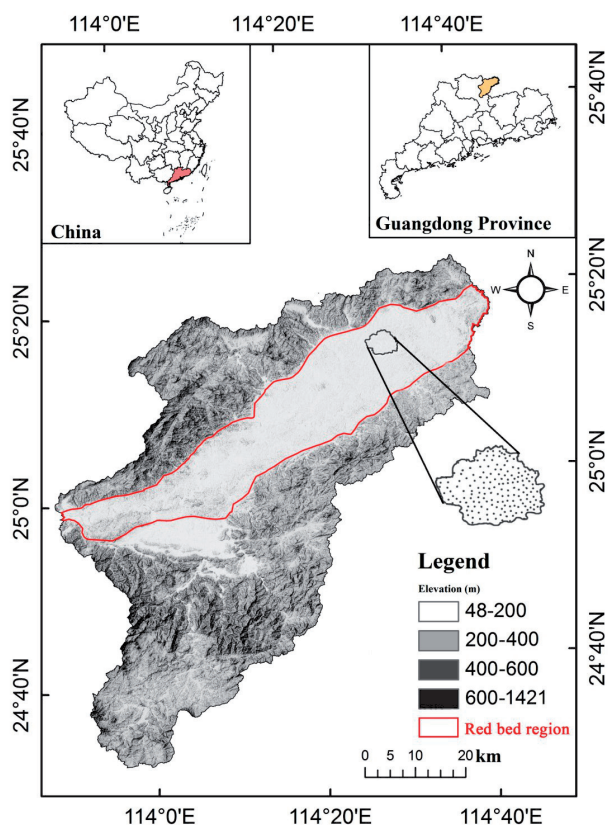 114°0'E 114°20'E 114°40'E
25°40'N
25°20'N
25°0'N
24°40'N
China
Guangdong Province
25°40'N
25°20'N
25°0'N
24°40'N
N
W E
S
Legend
Elevation (m)
48-200
200-400
400-600
600-1421
Red bed region
0 5 10 20 km
114°0'E 114°20'E 114°40'E